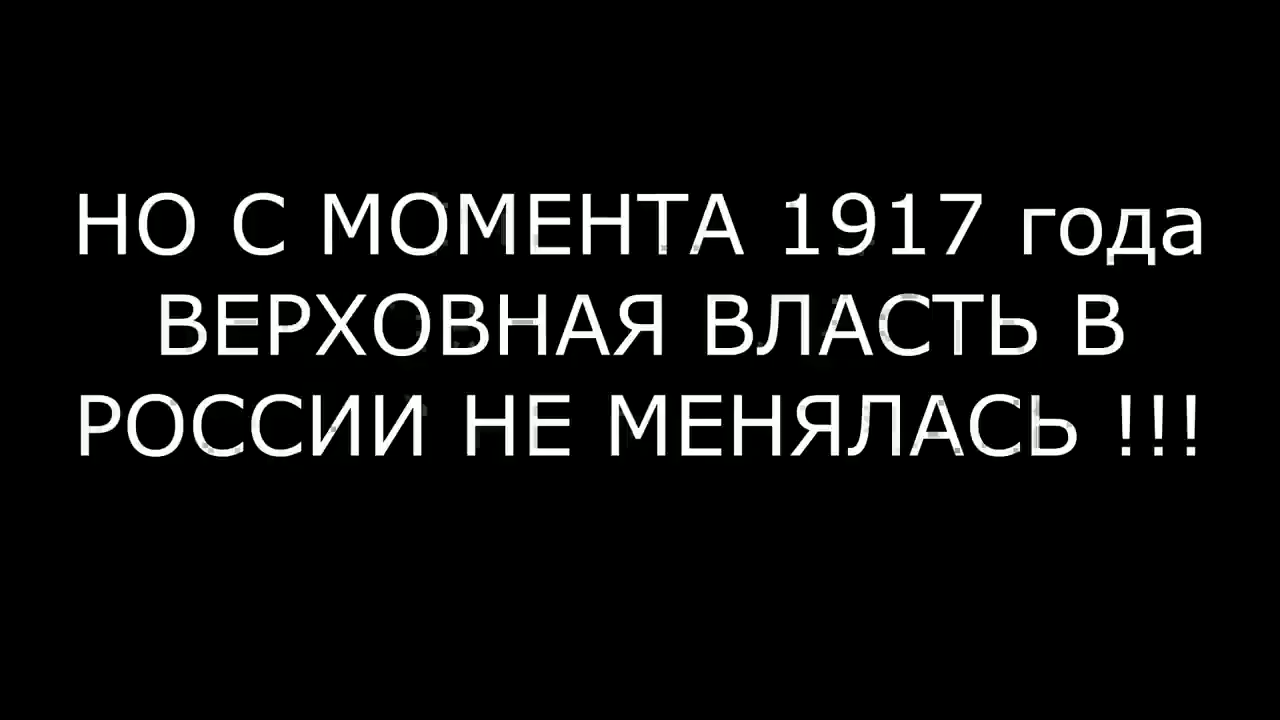 НО С МОМЕНТА 1917 года
ВЕРХОВНАЯ ВЛАСТЬ В
РОССИИ НЕ МЕНЯЛАСЬ !!!